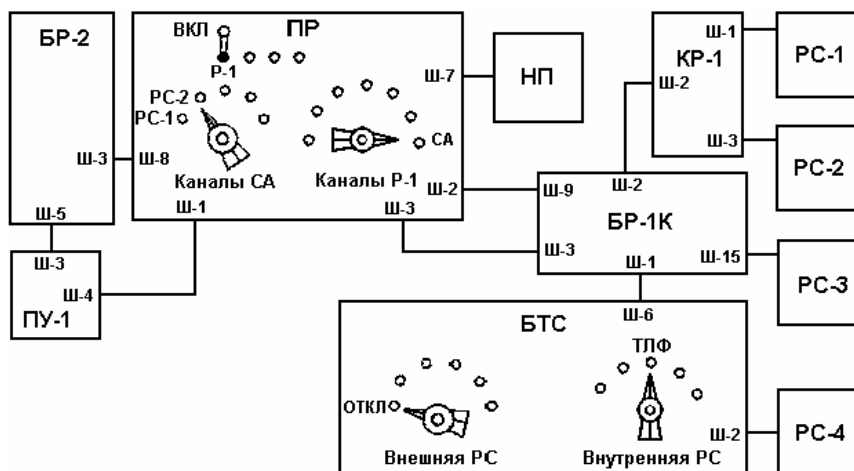 БР-2
Ш-3
Ш-5
Ш-3
Ш-4
ПУ-1
ВКЛ
ПР
Р-1
РС-2
РС-1
СА
Каналы СА
Каналы Р-1
Ш-8
Ш-1
Ш-3
Ш-7
Ш-2
НП
КР-1
Ш-1
Ш-2
Ш-3
РС-1
РС-2
Ш-9
Ш-2
БР-1К
Ш-3
Ш-1
Ш-15
РС-3
БТС
Ш-6
ТЛФ
ОТКЛ
Внешняя РС
Внутренняя РС
Ш-2
РС-4